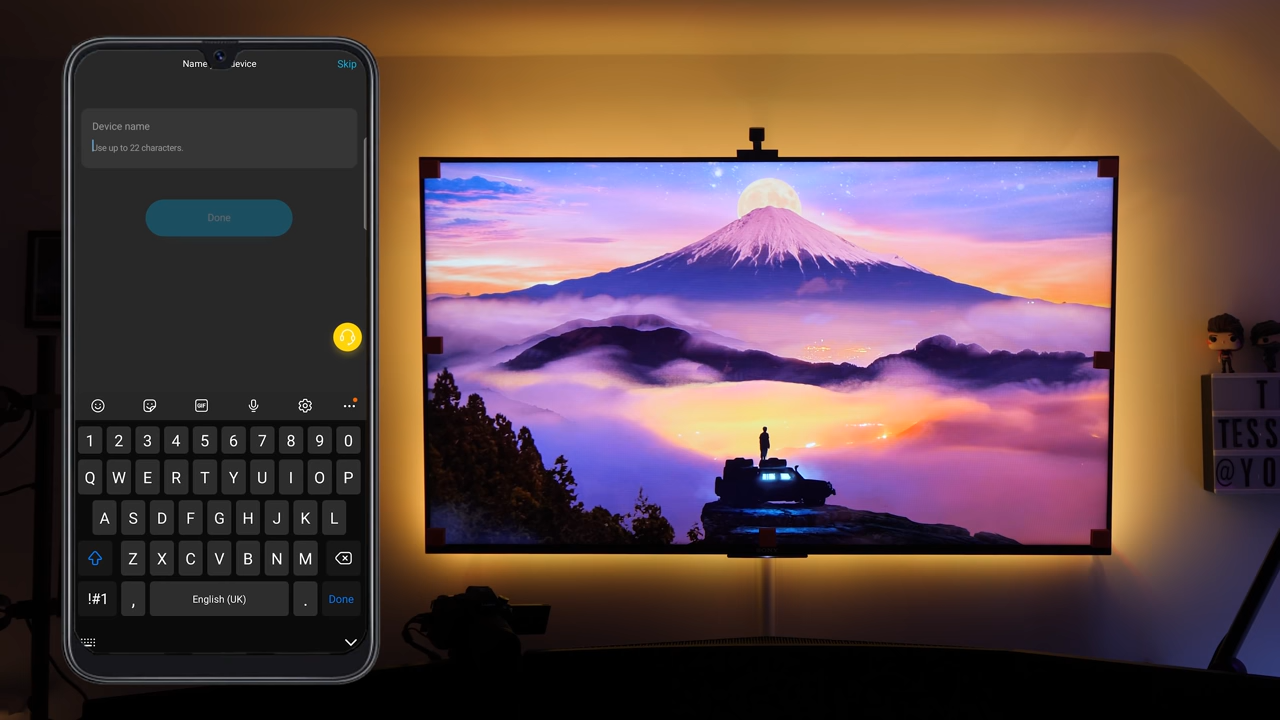 Name device
Skip
Device name
Use up to 22 characters.
Done
GIF
1 2 3 4 5 6 7 8 9 0
Q W E R T Y U I O P
A S D F G H J K L
Z X C V B N M
!#1 , English (UK) . Done
T
TESS
@YO